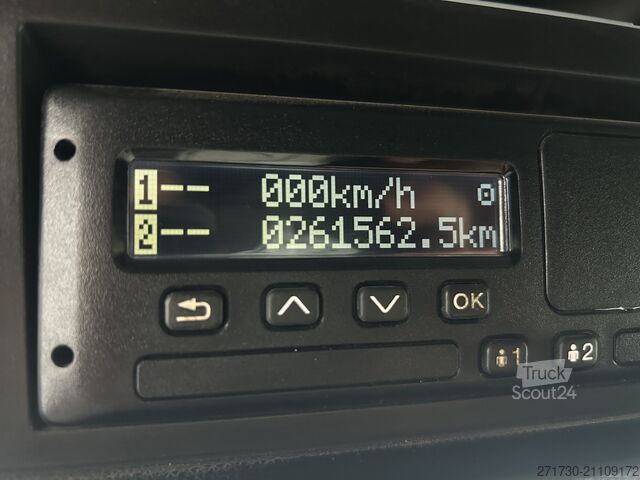 1-- 000km/h
2-- 0261562.5km
OK
1 2
Truck
Scout24
271730-21109172